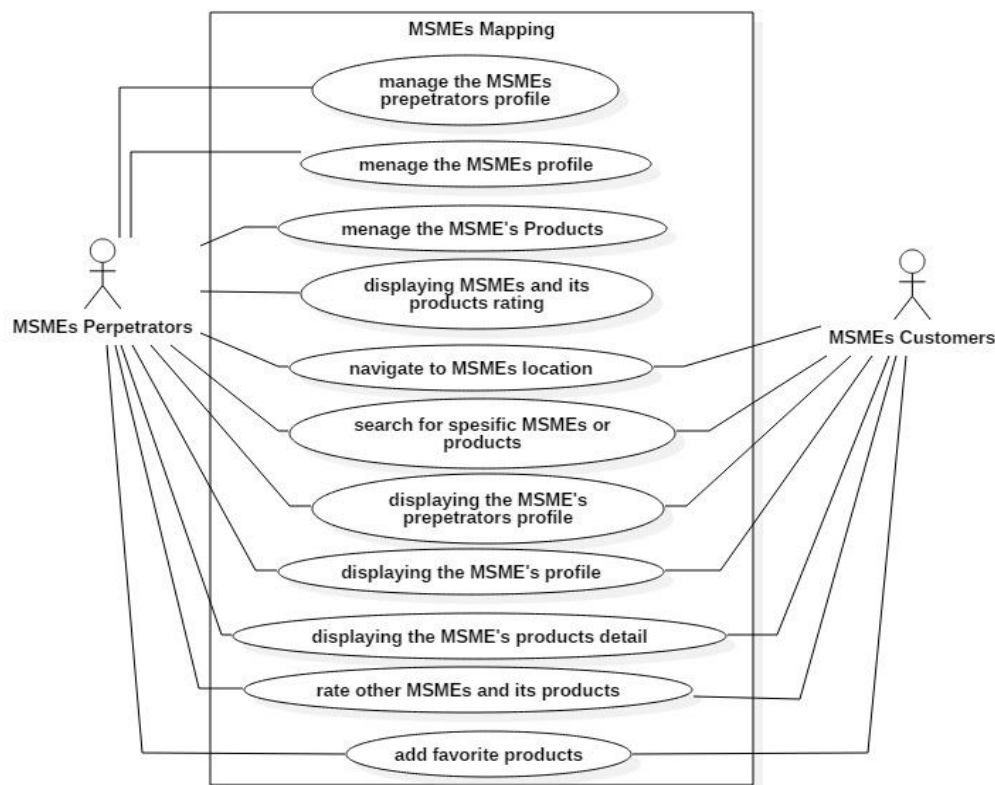 MSMEs Mapping
manage the MSMEs
prepetrators profile
menage the MSMEs profile
menage the MSME's Products
displaying MSMEs and its
products rating
MSMEs Perpetrators
MSMEs Customers
navigate to MSMEs location
search for spesific MSMEs or
products
displaying the MSME's
prepetrators profile
displaying the MSME's profile
displaying the MSME's products detail
rate other MSMEs and its products
add favorite products